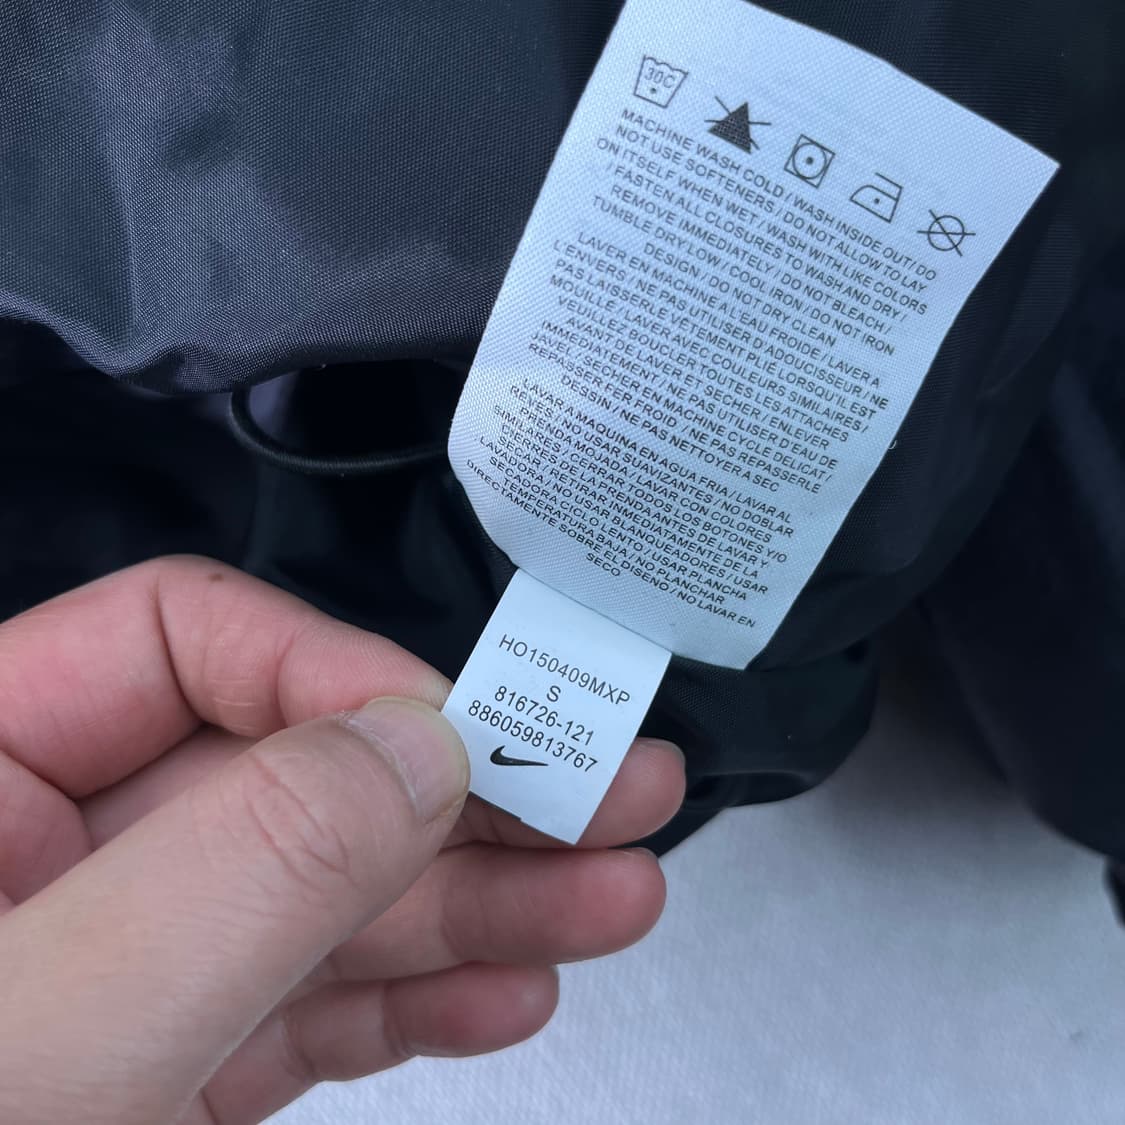 30C
MACHINE WASH COLD / WASH INSIDE OUT / DO
NOT USE SOFTENERS / DO NOT ALLOW TO LAY
ON ITSELF WHEN WET / WASH WITH LIKE COLORS
/ FASTEN ALL CLOSURES TO WASH AND DRY /
REMOVE IMMEDIATELY / DO NOT BLEACH /
TUMBLE DRY LOW / COOL IRON / DO NOT IRON
DESIGN / DO NOT DRY CLEAN
LAVER EN MACHINE A L'EAU FROIDE / LAVER A
L'ENVERS / NE PAS UTILISER D'ADOUCISSEUR / NE
PAS LAISSER LE VÊTEMENT PLIE LORSQU'IL EST
MOUILLE / LAVER AVEC COULEURS SIMILAIRES /
VEUILLEZ BOUCLER TOUTES LES ATTACHES
AVANT DE LAVER ET SECHER / ENLEVER
IMMEDIATEMENT / NE PAS UTILISER D'EAU DE
JAVEL / SECHER EN MACHINE CYCLE DELICAT /
REPASSER FER FROID / NE PAS REPASSER LE
DESSIN / NE PAS NETTOYER A SEC
LAVAR A MAQUINA EN AGUA FRIA / LAVAR AL
REVES / NO USAR SUAVIZANTES / NO DOBLAR
PRENDA MOJADA / LAVAR CON COLORES
SIMILARES / CERRAR TODOS LOS BOTONES Y/O
CIERRES DE LA PRENDA ANTES DE LAVAR Y
SECAR / RETIRAR INMEDIATAMENTE DE LA
LAVADORA / NO USAR BLANQUEADORES / USAR
SECADORA CICLO LENTO / USAR PLANCHA
TEMPERATURA BAJA / NO PLANCHAR
DIRECTAMENTE SOBRE EL DISEÑO / NO LAVAR EN
SECO
HO150409MXP
S
816726-121
886059813767